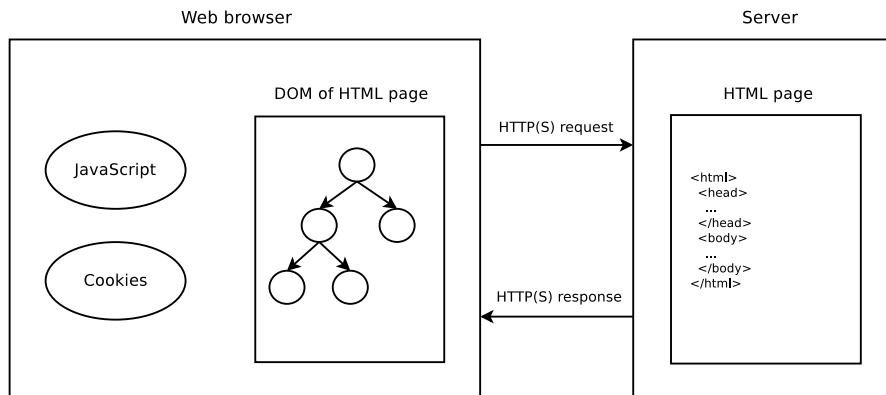 Web browser
Server
DOM of HTML page
HTML page
HTTP(S) request
JavaScript
<html>
<head>
...
</head>
<body>
...
</body>
</html>
Cookies
HTTP(S) response